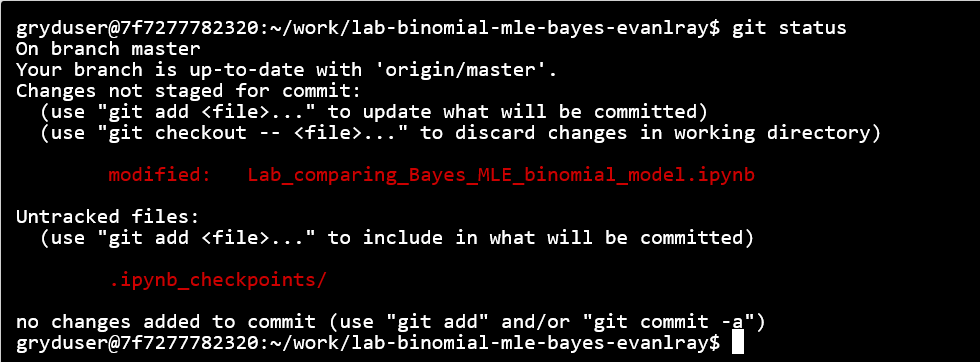 gryduser@7f7277782320:~/work/lab-binomial-mle-bayes-evanlray$ git status
On branch master
Your branch is up-to-date with 'origin/master'.
Changes not staged for commit:
  (use "git add <file>..." to update what will be committed)
  (use "git checkout -- <file>..." to discard changes in working directory)
        modified:   Lab_comparing_Bayes_MLE_binomial_model.ipynb
Untracked files:
  (use "git add <file>..." to include in what will be committed)
        .ipynb_checkpoints/
no changes added to commit (use "git add" and/or "git commit -a")
gryduser@7f7277782320:~/work/lab-binomial-mle-bayes-evanlray$